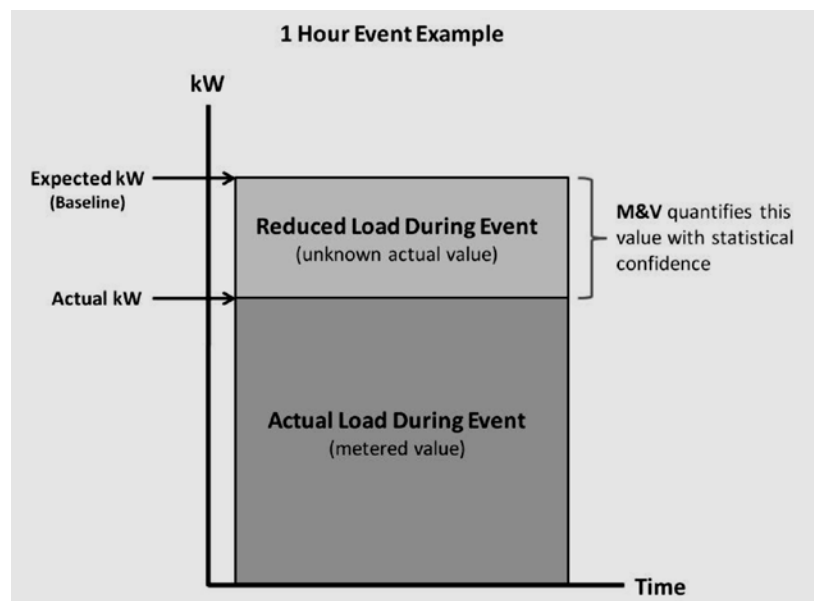 1 Hour Event Example
kW
Expected kW
(Baseline)
Reduced Load During Event
(unknown actual value)
M&V quantifies this
value with statistical
confidence
Actual kW
Actual Load During Event
(metered value)
Time